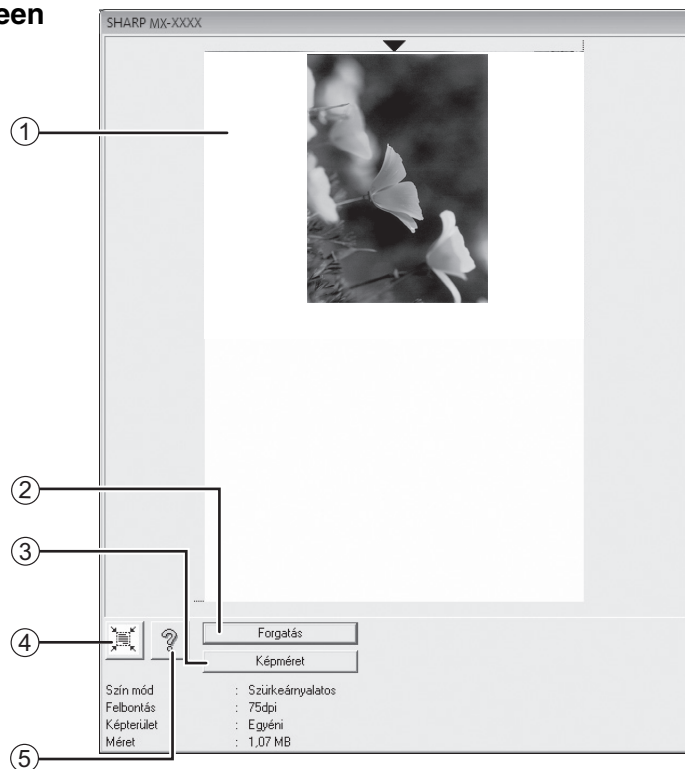 een
SHARP MX-XXXX
1
2
3
4
5
Forgatás
Képméret
Szín mód : Szürkeárnyalatos
Felbontás : 75dpi
Képterület : Egyéni
Méret : 1,07 MB